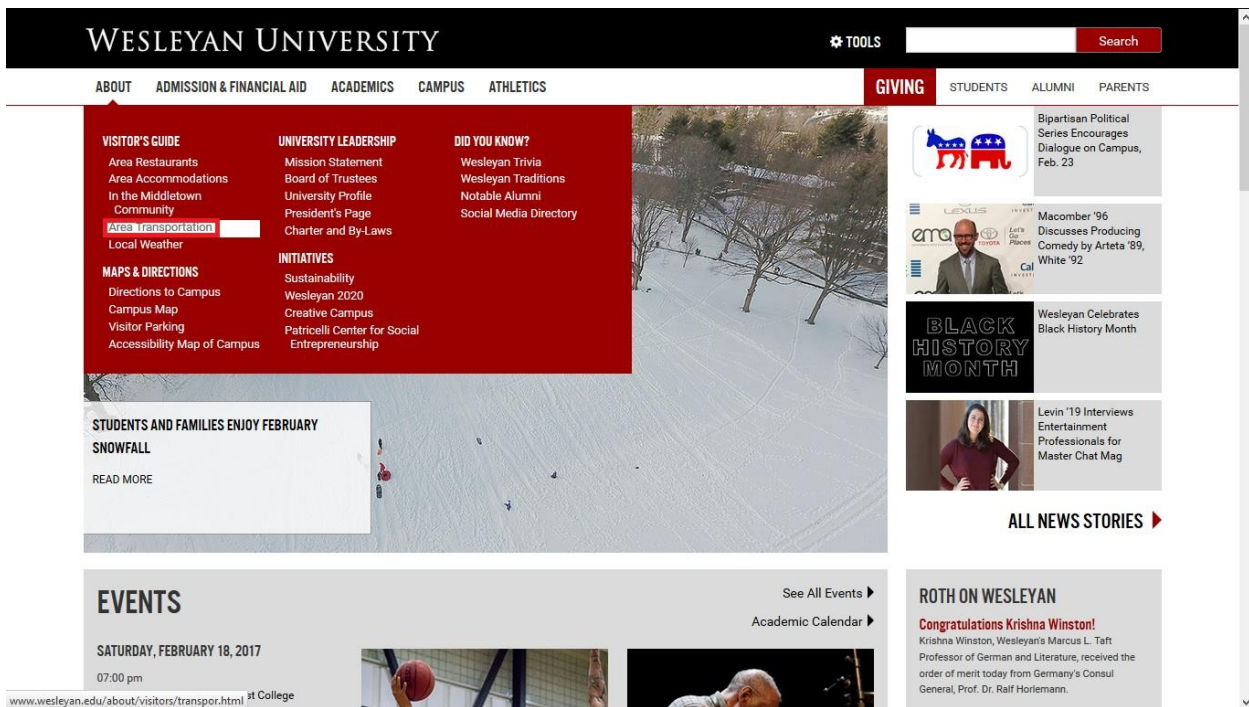 WESLEYAN UNIVERSITY
TOOLS
Search
ABOUT
ADMISSION & FINANCIAL AID
ACADEMICS
CAMPUS
ATHLETICS
GIVING
STUDENTS
ALUMNI
PARENTS
VISITOR'S GUIDE
Area Restaurants
Area Accommodations
In the Middletown
Community
Area Transportation
Local Weather
MAPS & DIRECTIONS
Directions to Campus
Campus Map
Visitor Parking
Accessibility Map of Campus
UNIVERSITY LEADERSHIP
Mission Statement
Board of Trustees
University Profile
President's Page
Charter and By-Laws
INITIATIVES
Sustainability
Wesleyan 2020
Creative Campus
Patricelli Center for Social
Entrepreneurship
DID YOU KNOW?
Wesleyan Trivia
Wesleyan Traditions
Notable Alumni
Social Media Directory
STUDENTS AND FAMILIES ENJOY FEBRUARY
SNOWFALL
READ MORE
Bipartisan Political
Series Encourages
Dialogue on Campus,
Feb. 23
LEXUS
ema
TOYOTA
Let's
Go
Places
Cal
Macomber '96
Discusses Producing
Comedy by Arteta '89,
White '92
BLACK
HISTORY
MONTH
Wesleyan Celebrates
Black History Month
Levin '19 Interviews
Entertainment
Professionals for
Master Chat Mag
ALL NEWS STORIES
EVENTS
See All Events
Academic Calendar
SATURDAY, FEBRUARY 18, 2017
07:00 pm
st College
www.wesleyan.edu/about/visitors/transpor.html
ROTH ON WESLEYAN
Congratulations Krishna Winston!
Krishna Winston, Wesleyan's Marcus L. Taft
Professor of German and Literature, received the
order of merit today from Germany's Consul
General, Prof. Dr. Ralf Horlemann.